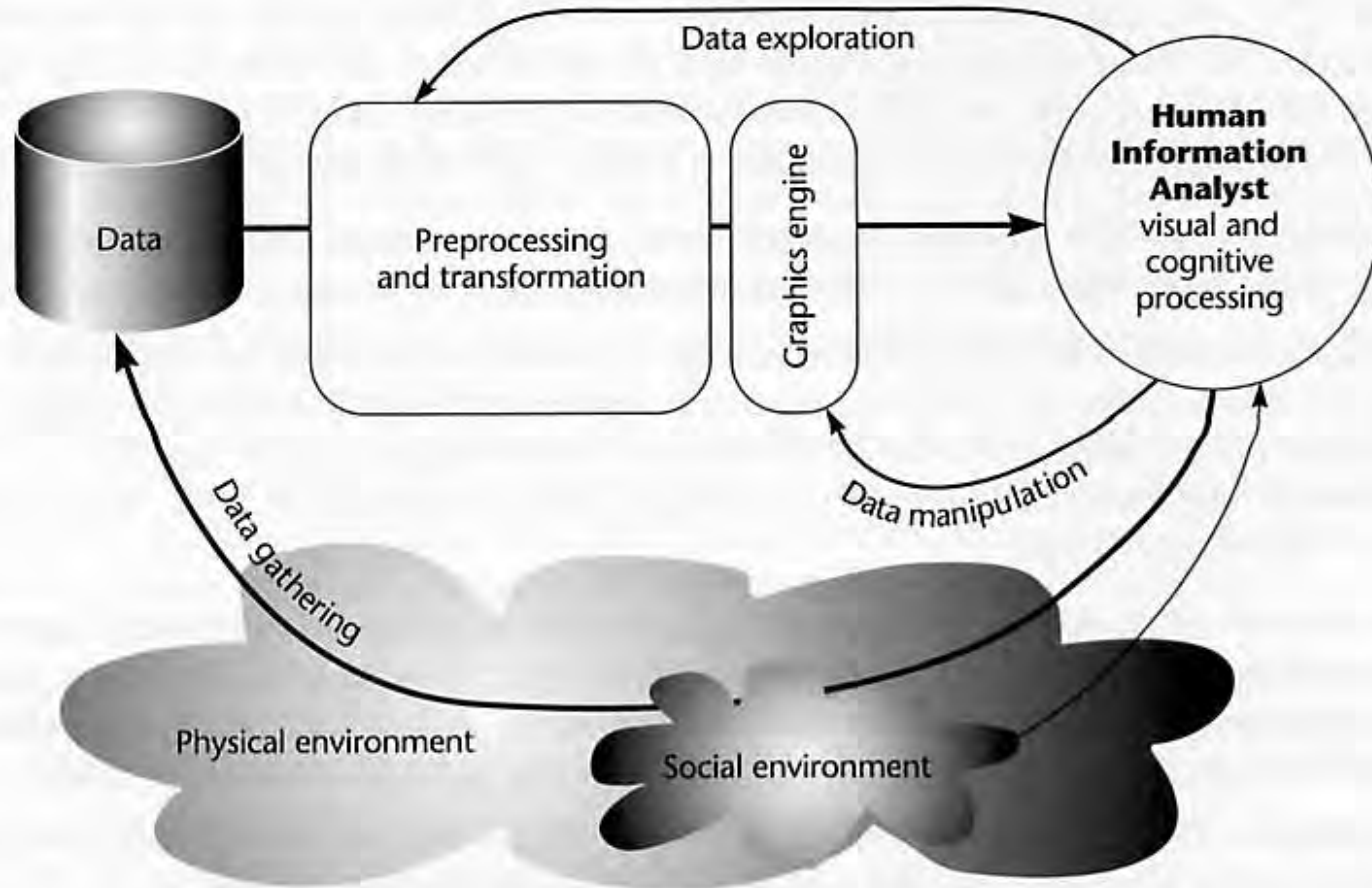 Data exploration
Human
Information
Analyst
visual and
cognitive
processing
Data
Preprocessing
and transformation
Graphics engine
Data manipulation
Data gathering
Physical environment
Social environment